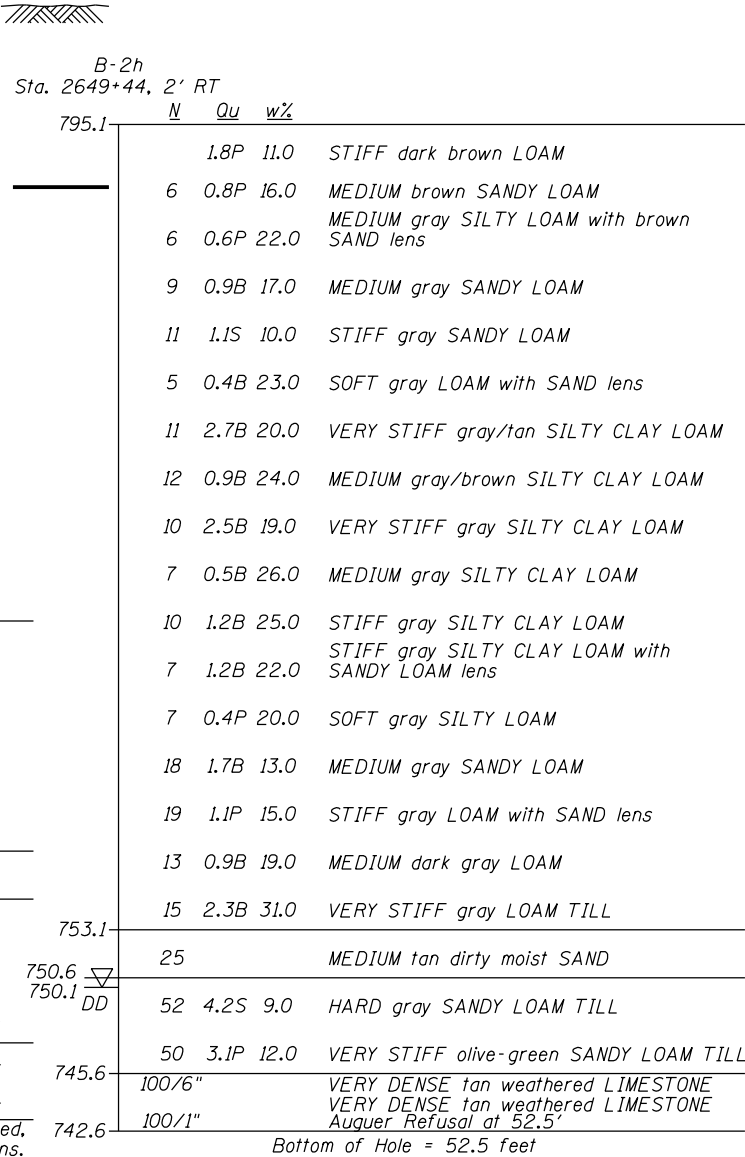 B-2h
Sta. 2649+44, 2' RT
N Qu w%
795.1
1.8P 11.0 STIFF dark brown LOAM
6 0.8P 16.0 MEDIUM brown SANDY LOAM
MEDIUM gray SILTY LOAM with brown
6 0.6P 22.0 SAND lens
9 0.9B 17.0 MEDIUM gray SANDY LOAM
11 1.1S 10.0 STIFF gray SANDY LOAM
5 0.4B 23.0 SOFT gray LOAM with SAND lens
11 2.7B 20.0 VERY STIFF gray/tan SILTY CLAY LOAM
12 0.9B 24.0 MEDIUM gray/brown SILTY CLAY LOAM
10 2.5B 19.0 VERY STIFF gray SILTY CLAY LOAM
7 0.5B 26.0 MEDIUM gray SILTY CLAY LOAM
10 1.2B 25.0 STIFF gray SILTY CLAY LOAM
STIFF gray SILTY CLAY LOAM with
7 1.2B 22.0 SANDY LOAM lens
7 0.4P 20.0 SOFT gray SILTY LOAM
18 1.7B 13.0 MEDIUM gray SANDY LOAM
19 1.1P 15.0 STIFF gray LOAM with SAND lens
13 0.9B 19.0 MEDIUM dark gray LOAM
15 2.3B 31.0 VERY STIFF gray LOAM TILL
753.1
25 MEDIUM tan dirty moist SAND
750.6
750.1
DD
52 4.2S 9.0 HARD gray SANDY LOAM TILL
50 3.1P 12.0 VERY STIFF olive-green SANDY LOAM TILL
745.6
100/6" VERY DENSE tan weathered LIMESTONE
VERY DENSE tan weathered LIMESTONE
100/1" Auguer Refusal at 52.5'
ed, 742.6
ns.
Bottom of Hole = 52.5 feet